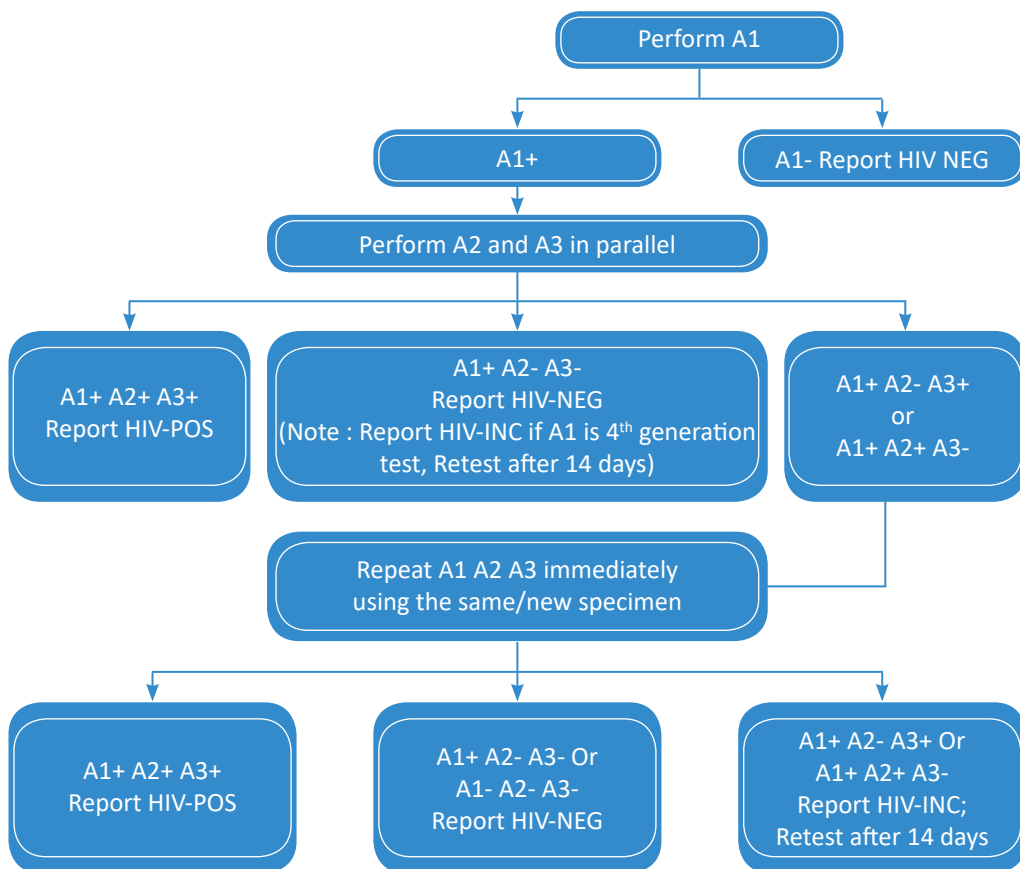 Perform A1
A1+
A1- Report HIV NEG
Perform A2 and A3 in parallel
A1+ A2+ A3+
Report HIV-POS
A1+ A2- A3-
Report HIV-NEG
(Note : Report HIV-INC if A1 is 4th generation
test, Retest after 14 days)
A1+ A2- A3+
or
A1+ A2+ A3-
Repeat A1 A2 A3 immediately
using the same/new specimen
A1+ A2+ A3+
Report HIV-POS
A1+ A2- A3- Or
A1- A2- A3-
Report HIV-NEG
A1+ A2- A3+ Or
A1+ A2+ A3-
Report HIV-INC;
Retest after 14 days